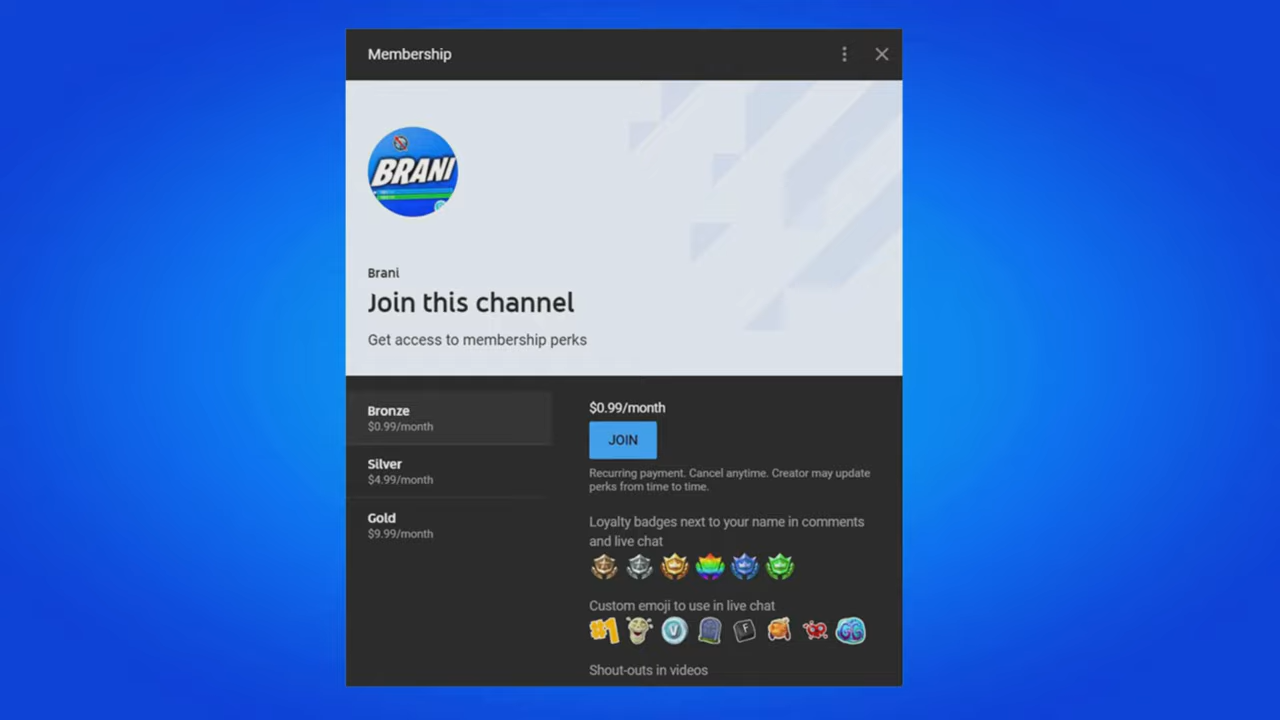 Membership
BRANI
Brani
Join this channel
Get access to membership perks
Bronze
$0.99/month
Silver
$4.99/month
Gold
$9.99/month
$0.99/month
JOIN
Recurring payment. Cancel anytime. Creator may update
perks from time to time.
Loyalty badges next to your name in comments
and live chat
Custom emoji to use in live chat
#1
V
F
GG
Shout-outs in videos